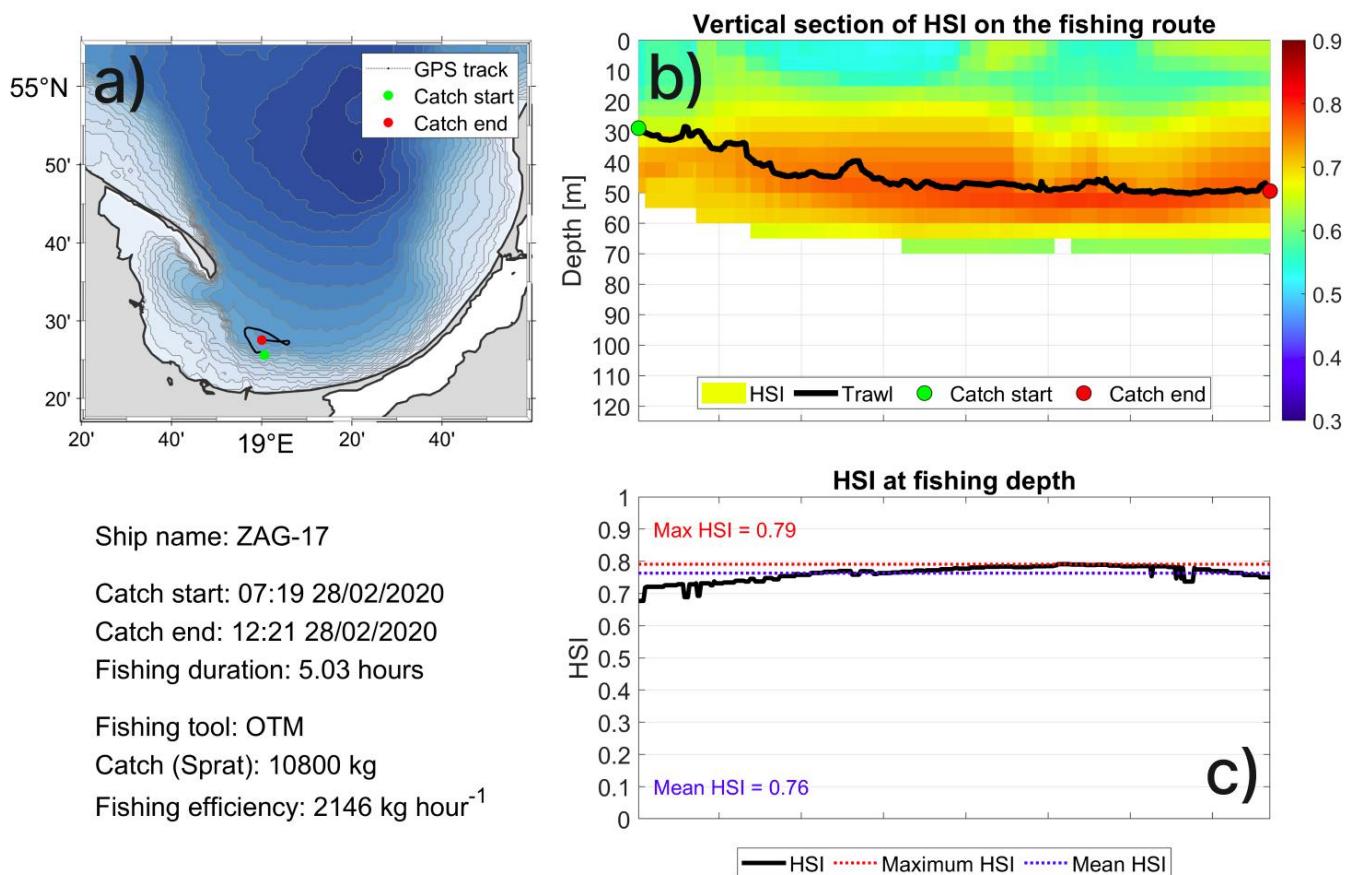 a)
GPS track
Catch start
Catch end
55°N
50'
40'
30'
20'
20'
40'
19°E
20'
40'
Vertical section of HSI on the fishing route
b)
Depth [m]
0
10
20
30
40
50
60
70
80
90
100
110
120
HSI
Trawl
Catch start
Catch end
0.9
0.8
0.7
0.6
0.5
0.4
0.3
Ship name: ZAG-17
Catch start: 07:19 28/02/2020
Catch end: 12:21 28/02/2020
Fishing duration: 5.03 hours
Fishing tool: OTM
Catch (Sprat): 10800 kg
Fishing efficiency: 2146 kg hour-1
HSI at fishing depth
HSI
1
0.9
0.8
0.7
0.6
0.5
0.4
0.3
0.2
0.1
0
Max HSI = 0.79
Mean HSI = 0.76
c)
HSI
Maximum HSI
Mean HSI